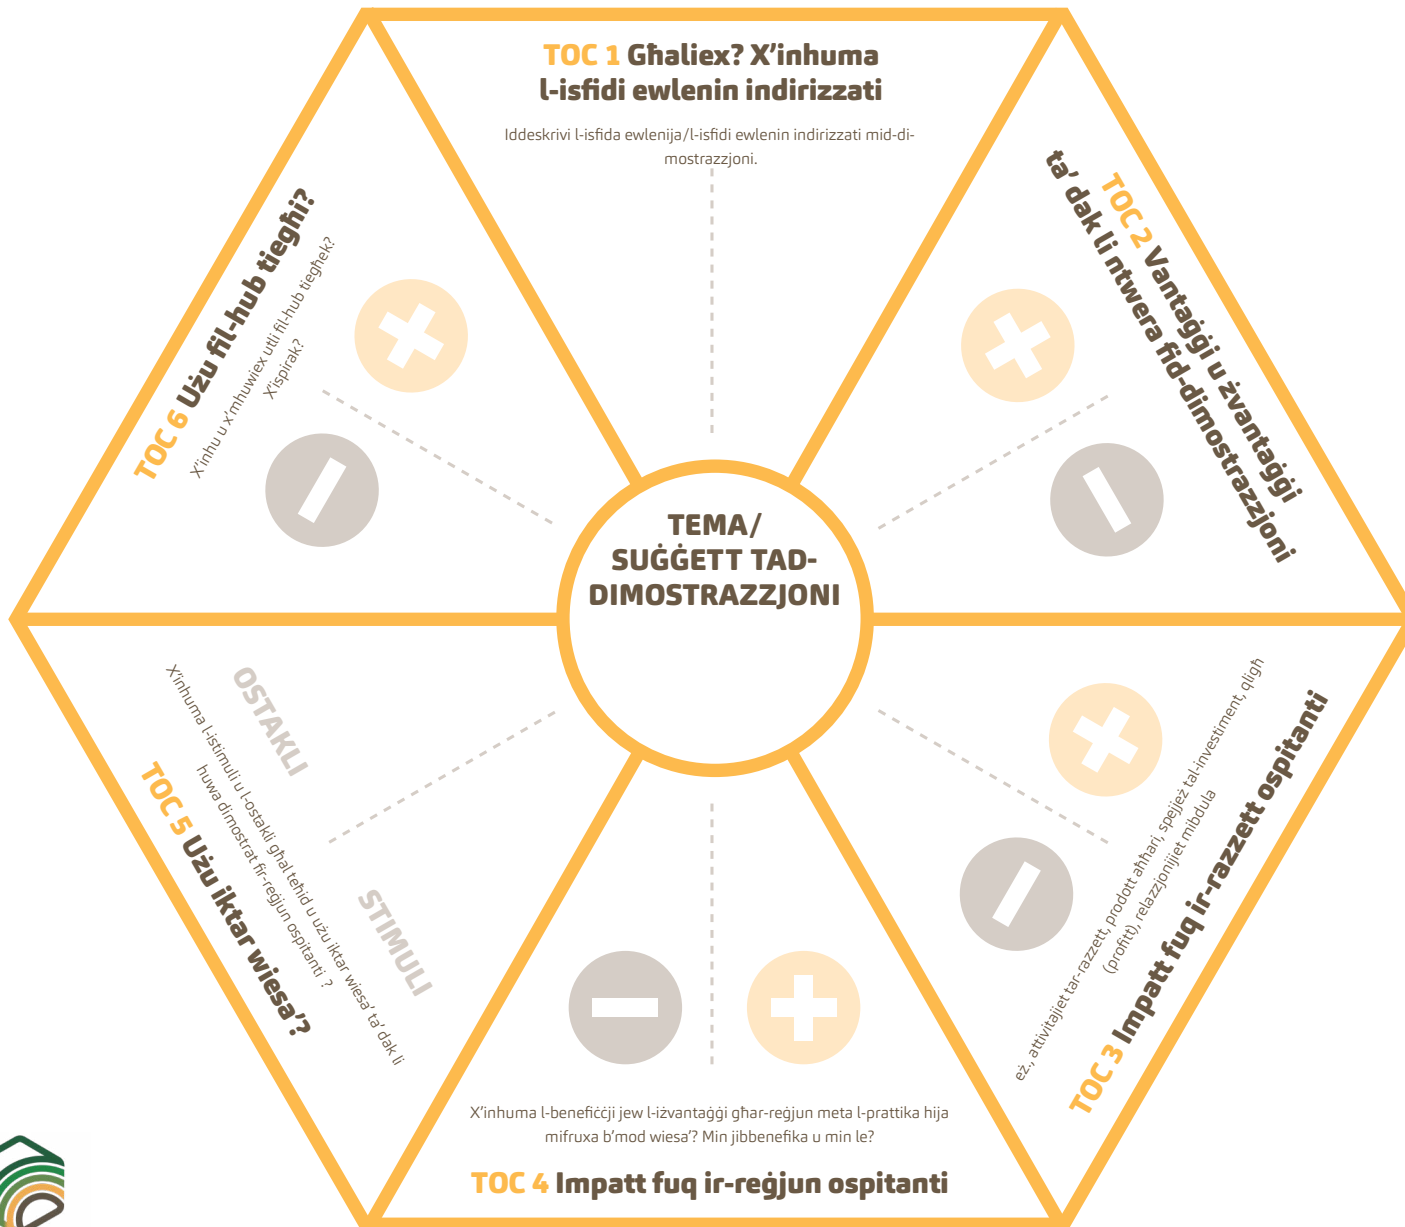 TOC 1 Għaliex? X'inhuma
l-isfidi ewlenin indirizzati
Iddeskrivi l-isfida ewlenija/l-isfidi ewlenin indirizzati mid-di-
mostrazzjoni.
TOC 2 Vantaġġi u żvantaġġi
ta' dak li ntwera fid-dimostrazzjoni
TEMA/
SUĠĠETT TAD-
DIMOSTRAZZJONI
eż., attivitajiet tar-razzett, prodott aħħari, spejjeż tal-investiment, qligħ
(profitt), relazzjonijiet mibdula
TOC 3 Impatt fuq ir-razzett ospitanti
X'inhuma l-benefiċċji jew l-iżvantaġġi għar-reġjun meta l-prattika hija
mifruxa b'mod wiesa'? Min jibbenefika u min le?
TOC 4 Impatt fuq ir-reġjun ospitanti
OSTAKLI
STIMULI
X'inhuma l-istimuli u l-ostakli għal teħid u użu iktar wiesa' ta' dak li
huwa dimostrat fir-reġjun ospitanti ?
TOC 5 Użu iktar wiesa'?
TOC 6 Użu fil-hub tiegħi?
X'inhu u x'mhuwiex utli fil-hub tiegħek?
X'ispirak?